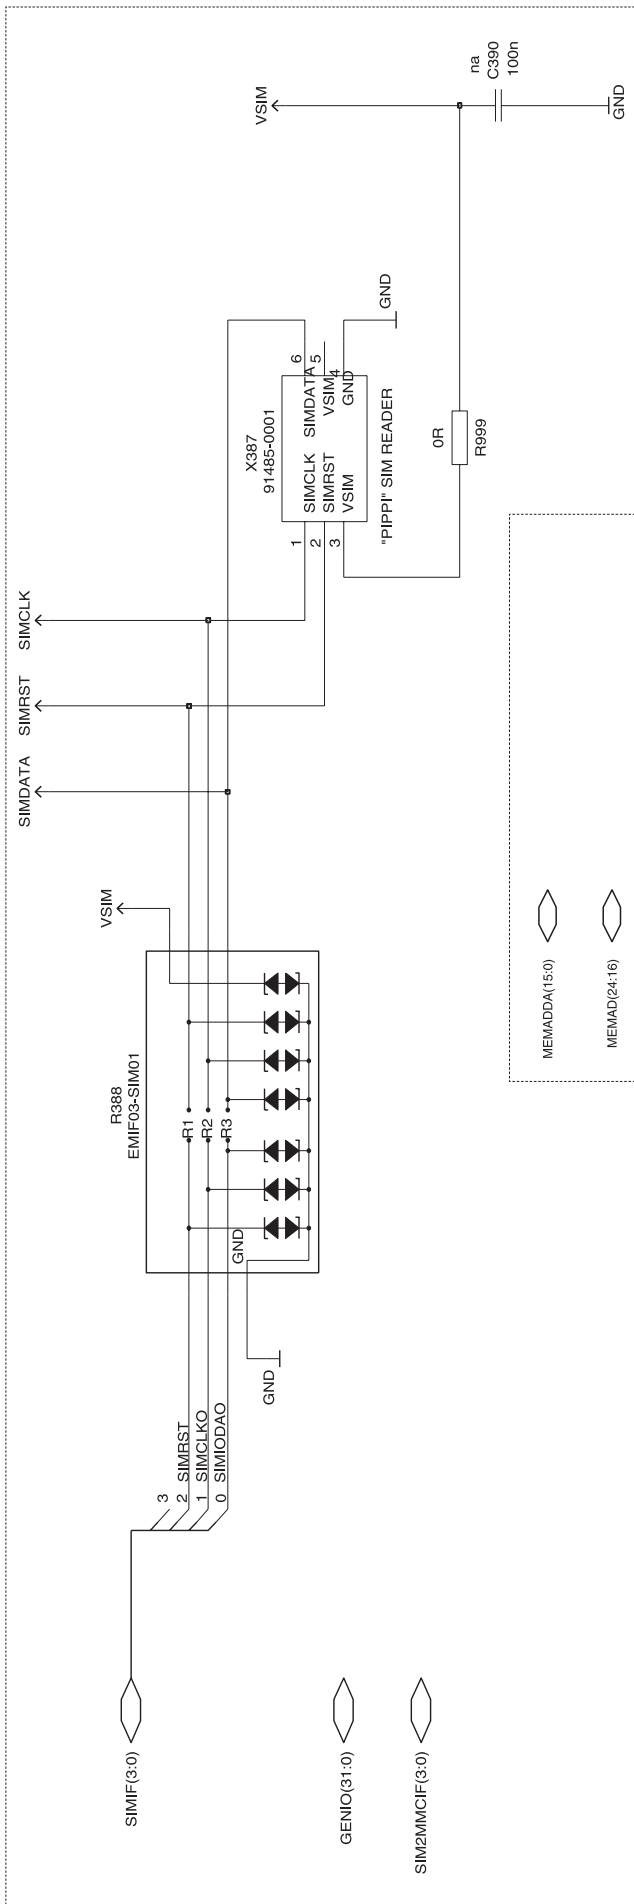 na
C390
100n
VSIM
GND
GND
X387
91485-0001
6
5
4
SIMDATA
VSIM
GND
SIMCLK
SIMRST
VSIM
1
2
3
"PIPPI" SIM READER
0R
R999
SIMCLK
SIMRST
SIMDATA
VSIM
R388
EMIF03-SIM01
R1
R2
R3
GND
GND
3
2 SIMRST
1 SIMCLKO
0 SIMIODAO
SIMIF(3:0)
GENIO(31:0)
SIM2MMCIF(3:0)
MEMADDA(15:0)
MEMAD(24:16)